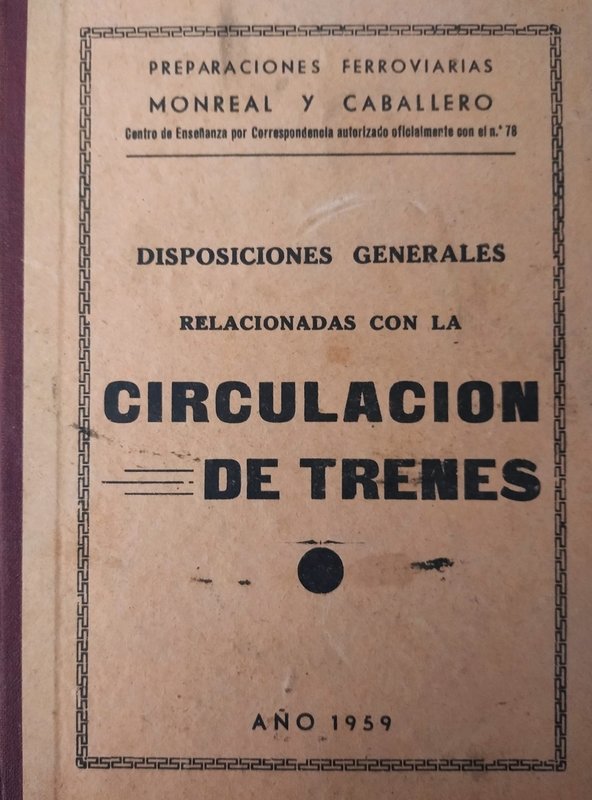 PREPARACIONES FERROVIARIAS
MONREAL Y CABALLERO
Centro de Enseñanza por Correspondencia autorizado oficialmente con el n.º 78
DISPOSICIONES GENERALES
RELACIONADAS CON LA
CIRCULACION
DE TRENES
AÑO 1959